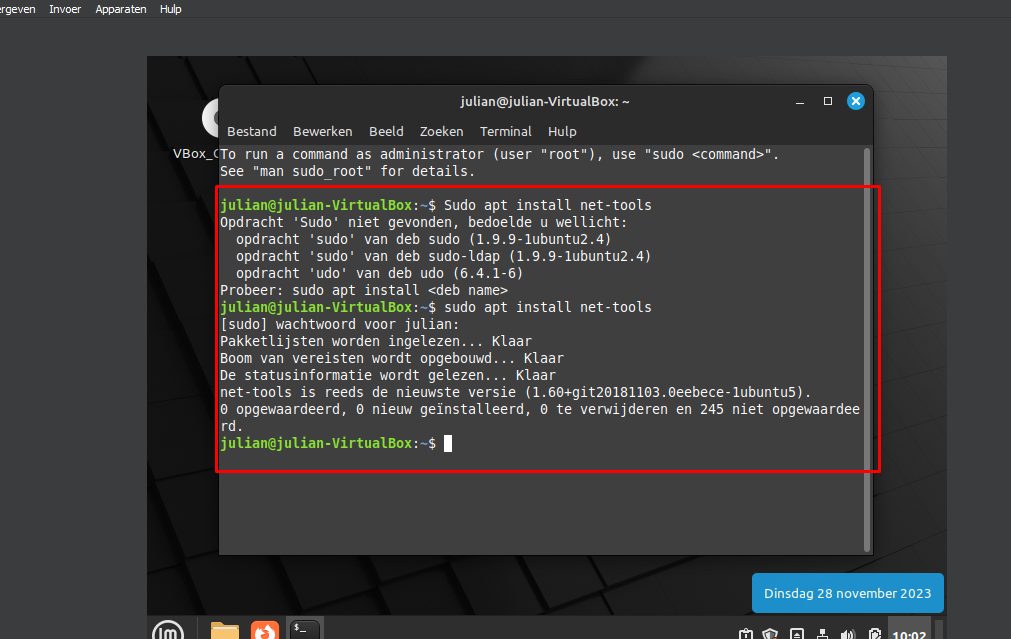 Invoer Apparaten Hulp
julian@julian-VirtualBox: ~
Bestand Bewerken Beeld Zoeken Terminal Hulp
To run a command as administrator (user "root"), use "sudo <command>".
See "man sudo_root" for details.
julian@julian-VirtualBox:~$ Sudo apt install net-tools
Opdracht 'Sudo' niet gevonden, bedoelde u wellicht:
opdracht 'sudo' van deb sudo (1.9.9-1ubuntu2.4)
opdracht 'sudo' van deb sudo-ldap (1.9.9-1ubuntu2.4)
opdracht 'udo' van deb udo (6.4.1-6)
Probeer: sudo apt install <deb name>
julian@julian-VirtualBox:~$ sudo apt install net-tools
[sudo] wachtwoord voor julian:
Pakketlijsten worden ingelezen... Klaar
Boom van vereisten wordt opgebouwd... Klaar
De statusinformatie wordt gelezen... Klaar
net-tools is reeds de nieuwste versie (1.60+git20181103.0eebece-1ubuntu5).
0 opgewaardeerd, 0 nieuw geïnstalleerd, 0 te verwijderen en 245 niet opgewaardee
rd.
julian@julian-VirtualBox:~$
Dinsdag 28 november 2023
10:02